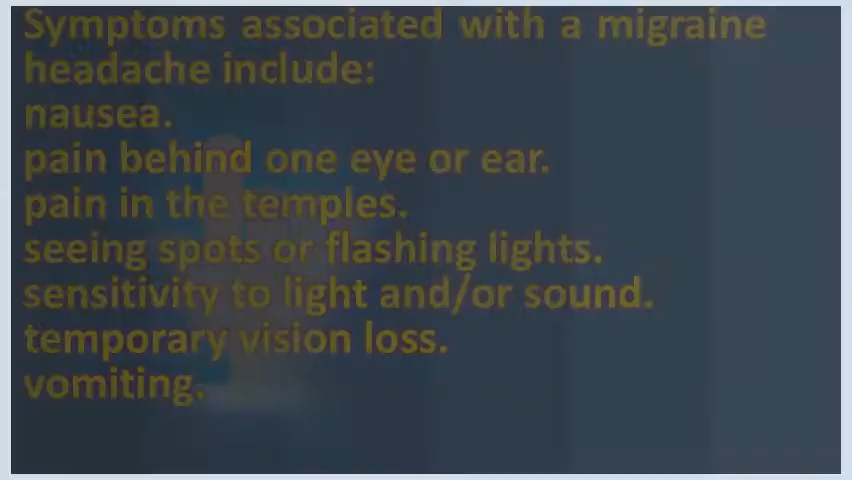 Symptoms associated with a migraine
headache include:
nausea.
pain behind one eye or ear.
pain in the temples.
seeing spots or flashing lights.
sensitivity to light and/or sound.
temporary vision loss.
vomiting.